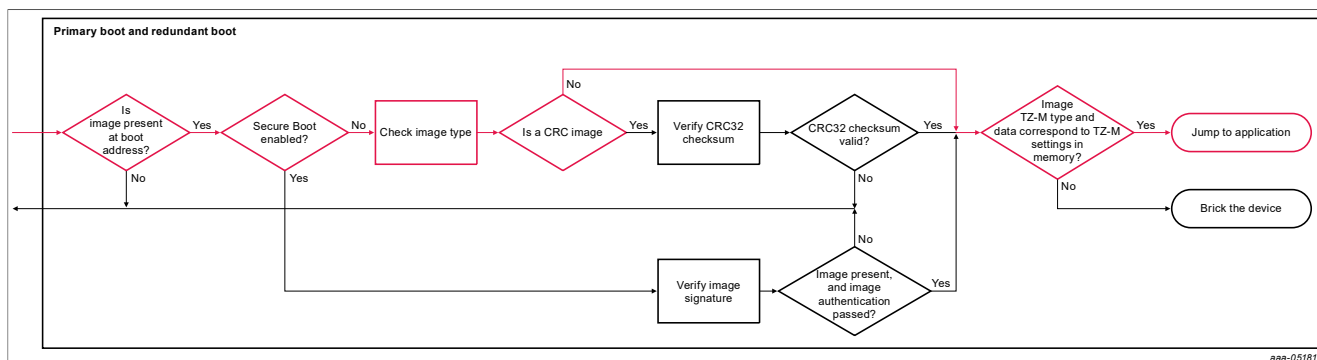 Primary boot and redundant boot
Is
image present
at boot
address?
Yes
No
Secure Boot
enabled?
No
Yes
Check image type
Is a CRC image
No
Yes
Verify CRC32
checksum
CRC32 checksum
valid?
Yes
No
Image
TZ-M type and
data correspond to TZ-M
settings in
memory?
Yes
No
Jump to application
Brick the device
Verify image
signature
Image present,
and image
authentication
passed?
No
Yes
aaa-05181